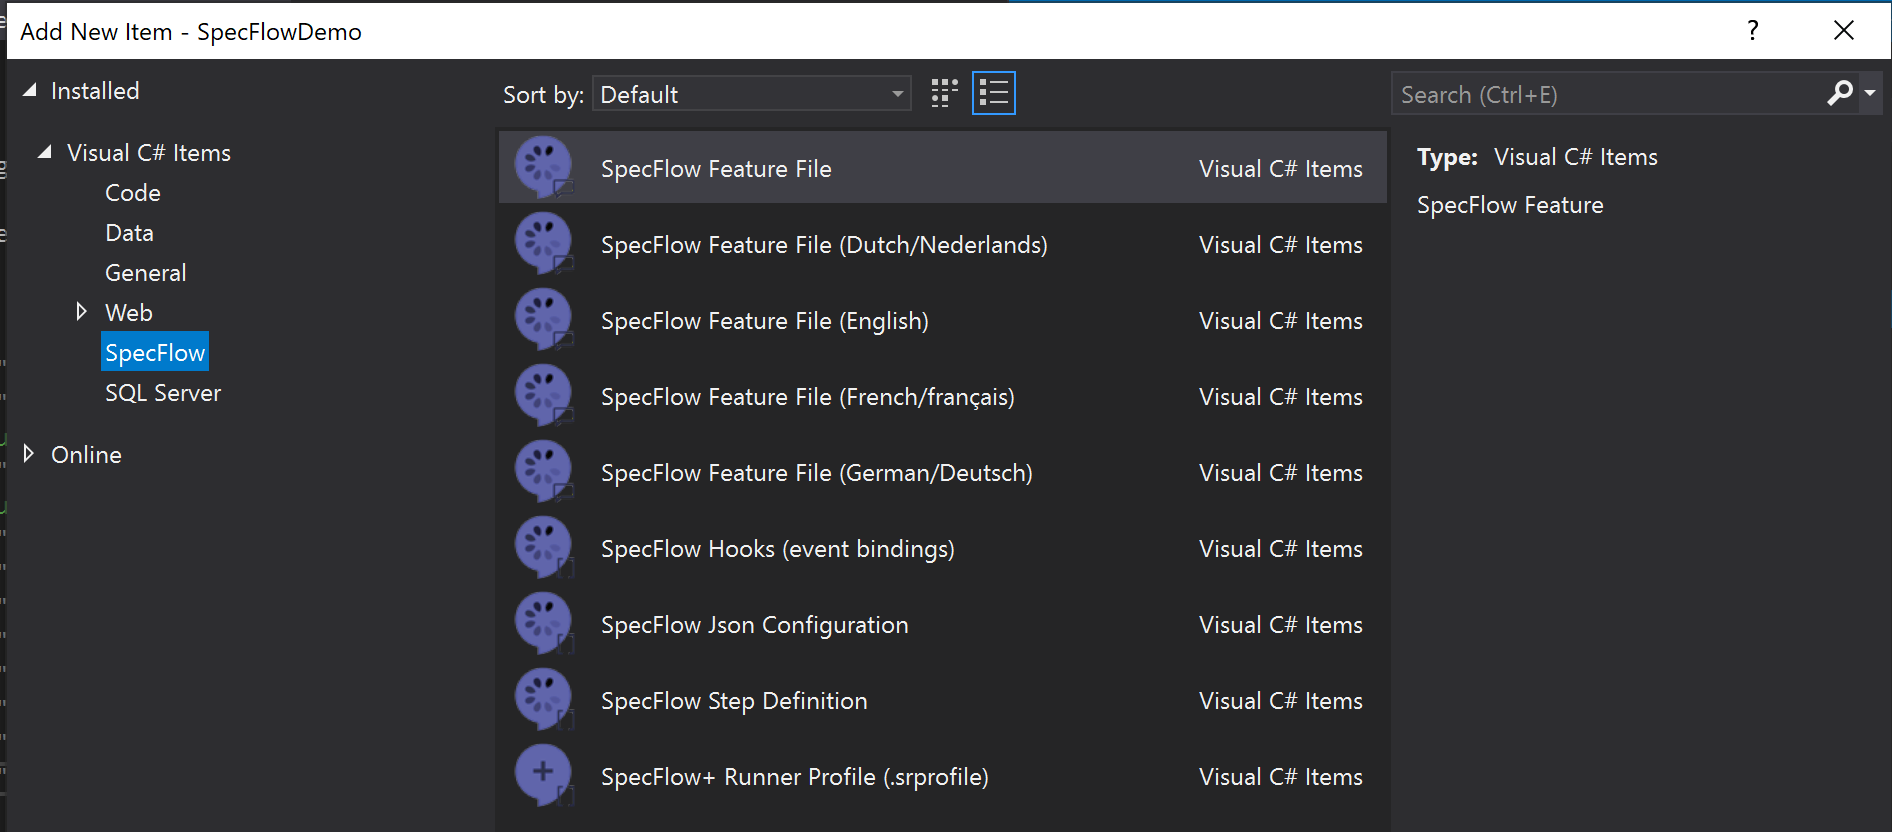 Add New Item - SpecFlowDemo
?
Installed
Visual C# Items
Code
Data
General
Web
SpecFlow
SQL Server
Online
Sort by: Default
Search (Ctrl+E)
SpecFlow Feature File Visual C# Items
SpecFlow Feature File (Dutch/Nederlands) Visual C# Items
SpecFlow Feature File (English) Visual C# Items
SpecFlow Feature File (French/français) Visual C# Items
SpecFlow Feature File (German/Deutsch) Visual C# Items
SpecFlow Hooks (event bindings) Visual C# Items
SpecFlow Json Configuration Visual C# Items
SpecFlow Step Definition Visual C# Items
SpecFlow+ Runner Profile (.srprofile) Visual C# Items
Type: Visual C# Items
SpecFlow Feature